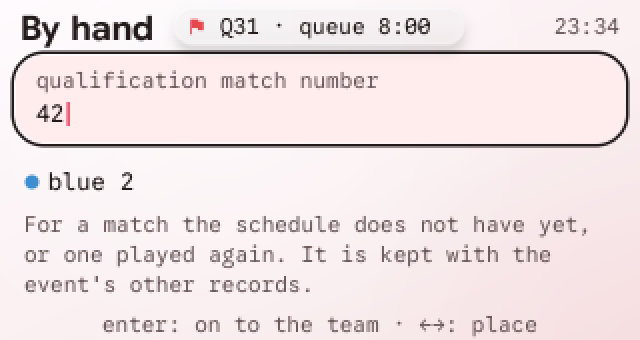 By hand
Q31 · queue 8:00
23:34
qualification match number
42
blue 2
For a match the schedule does not have yet,
or one played again. It is kept with the
event's other records.
enter: on to the team · ↔: place